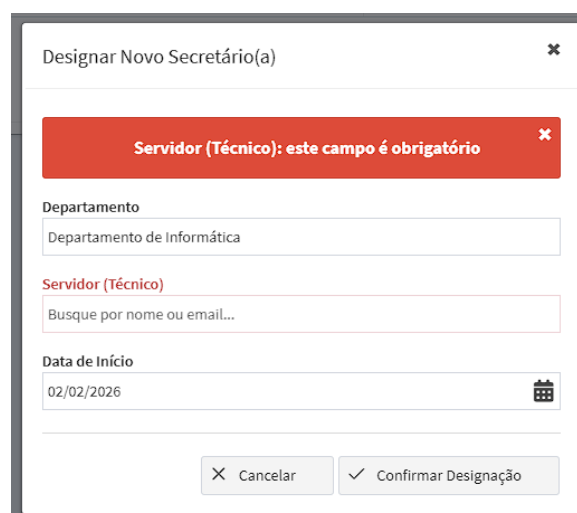 Designar Novo Secretário(a)
Servidor (Técnico): este campo é obrigatório
Departamento
Departamento de Informática
Servidor (Técnico)
Busque por nome ou email...
Data de Início
02/02/2026
Cancelar
Confirmar Designação